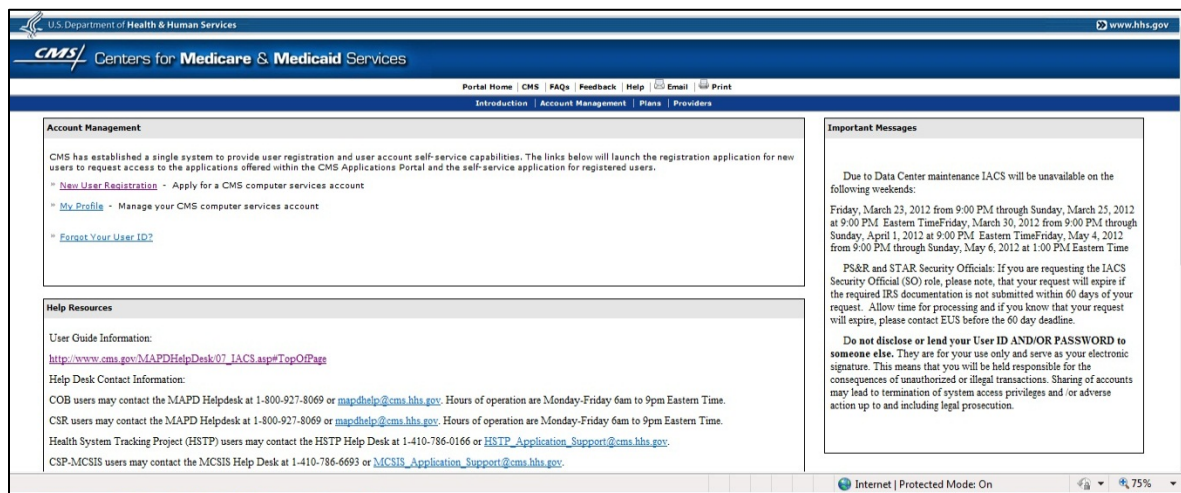 U.S. Department of Health & Human Services
www.hhs.gov
CMS Centers for Medicare & Medicaid Services
Portal Home | CMS | FAQs | Feedback | Help | Email | Print
Introduction | Account Management | Plans | Providers
Account Management
CMS has established a single system to provide user registration and user account self-service capabilities. The links below will launch the registration application for new
users to request access to the applications offered within the CMS Applications Portal and the self-service application for registered users.
» New User Registration - Apply for a CMS computer services account
» My Profile - Manage your CMS computer services account
» Forgot Your User ID?
Help Resources
User Guide Information:
http://www.cms.gov/MAPDHelpDesk/07_IACS.asp#TopOfPage
Help Desk Contact Information:
COB users may contact the MAPD Helpdesk at 1-800-927-8069 or mapdhelp@cms.hhs.gov. Hours of operation are Monday-Friday 6am to 9pm Eastern Time.
CSR users may contact the MAPD Helpdesk at 1-800-927-8069 or mapdhelp@cms.hhs.gov. Hours of operation are Monday-Friday 6am to 9pm Eastern Time.
Health System Tracking Project (HSTP) users may contact the HSTP Help Desk at 1-410-786-0166 or HSTP_Application_Support@cms.hhs.gov.
CSP-MCSIS users may contact the MCSIS Help Desk at 1-410-786-6693 or MCSIS_Application_Support@cms.hhs.gov.
Important Messages
Due to Data Center maintenance IACS will be unavailable on the
following weekends:
Friday, March 23, 2012 from 9:00 PM through Sunday, March 25, 2012
at 9:00 PM Eastern TimeFriday, March 30, 2012 from 9:00 PM through
Sunday, April 1, 2012 at 9:00 PM Eastern TimeFriday, May 4, 2012
from 9:00 PM through Sunday, May 6, 2012 at 1:00 PM Eastern Time
PS&R and STAR Security Officials: If you are requesting the IACS
Security Official (SO) role, please note, that your request will expire if
the required IRS documentation is not submitted within 60 days of your
request. Allow time for processing and if you know that your request
will expire, please contact EUS before the 60 day deadline.
Do not disclose or lend your User ID AND/OR PASSWORD to
someone else. They are for your use only and serve as your electronic
signature. This means that you will be held responsible for the
consequences of unauthorized or illegal transactions. Sharing of accounts
may lead to termination of system access privileges and /or adverse
action up to and including legal prosecution.
Internet | Protected Mode: On
75%